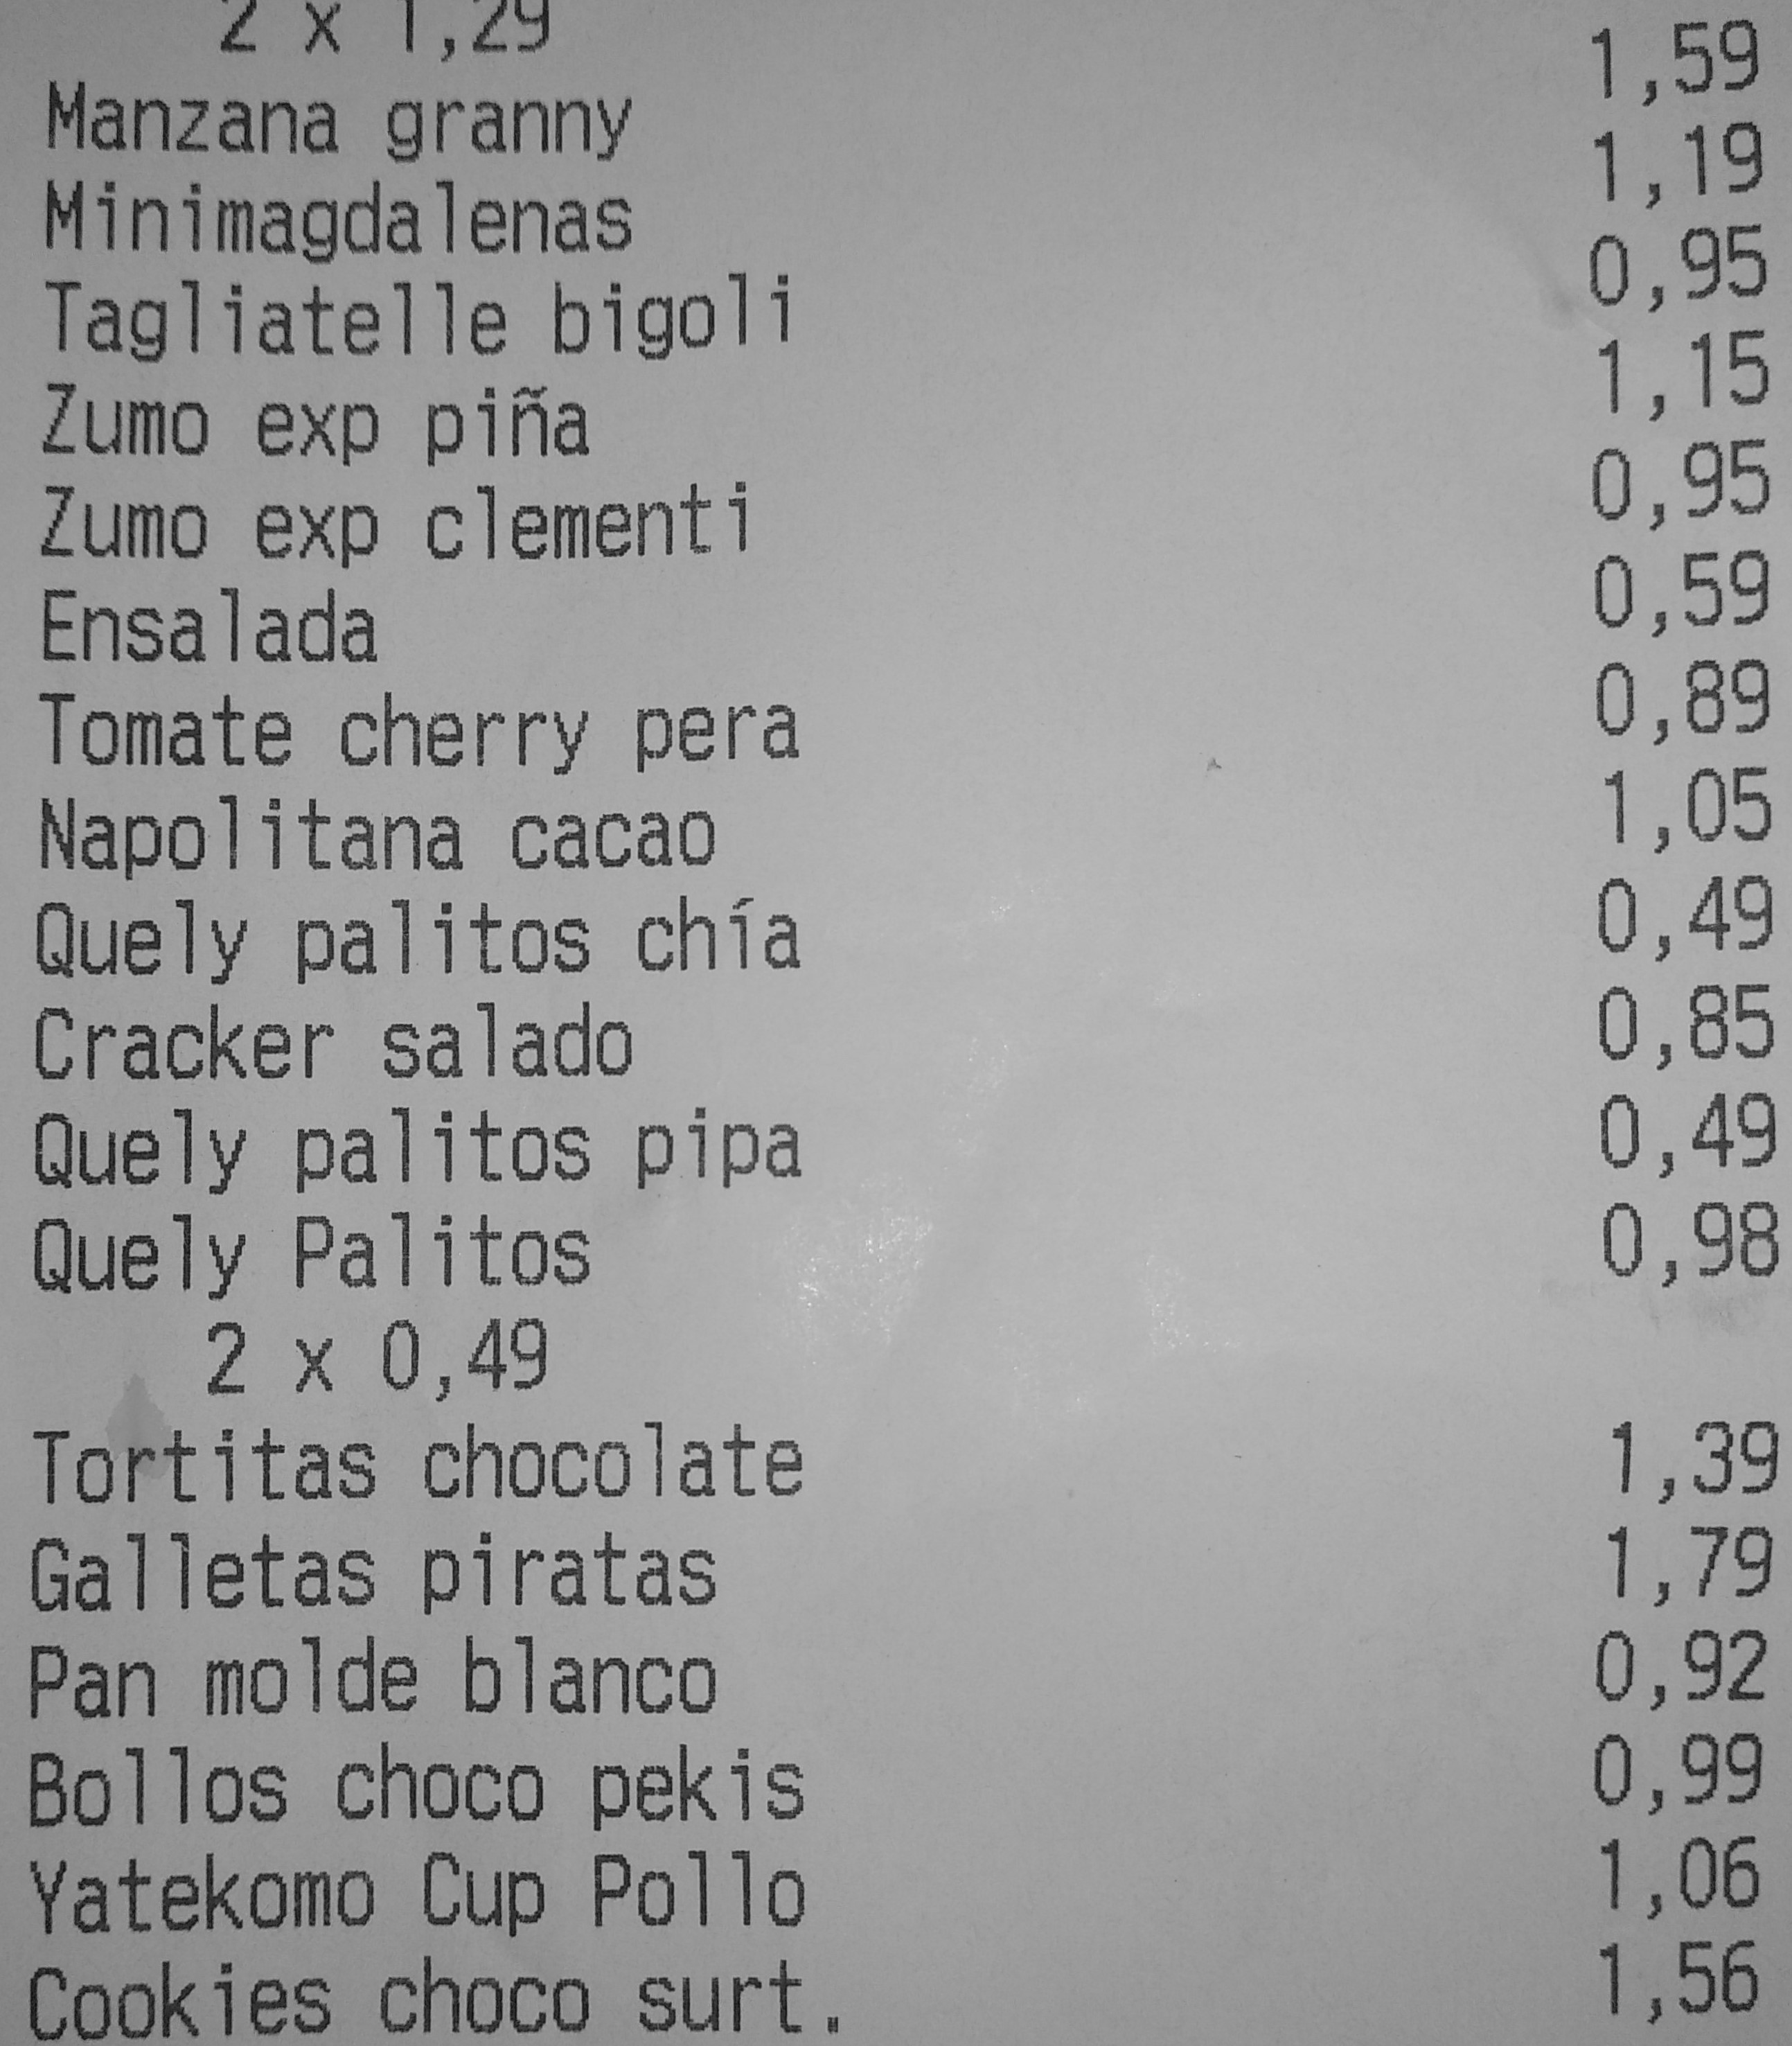 2 x 1,29
Manzana granny 1,59
Minimagdalenas 1,19
Tagliatelle bigoli 0,95
Zumo exp piña 1,15
Zumo exp clementi 0,95
Ensalada 0,59
Tomate cherry pera 0,89
Napolitana cacao 1,05
Quely palitos chía 0,49
Cracker salado 0,85
Quely palitos pipa 0,49
Quely Palitos 0,98
2 x 0,49
Tortitas chocolate 1,39
Galletas piratas 1,79
Pan molde blanco 0,92
Bollos choco pekis 0,99
Yatekomo Cup Pollo 1,06
Cookies choco surt. 1,56